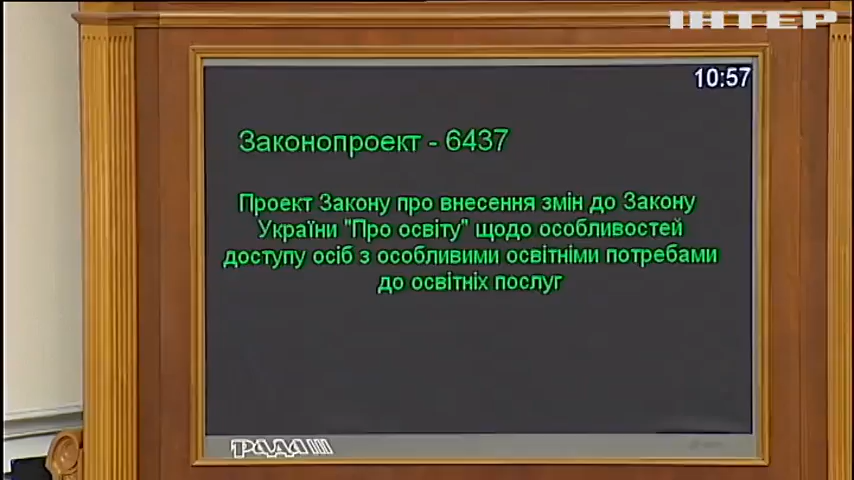 ІНТЕР
10:57
Законопроект - 6437
Проект Закону про внесення змін до Закону
України "Про освіту" щодо особливостей
доступу осіб з особливими освітніми потребами
до освітніх послуг
РАДА III